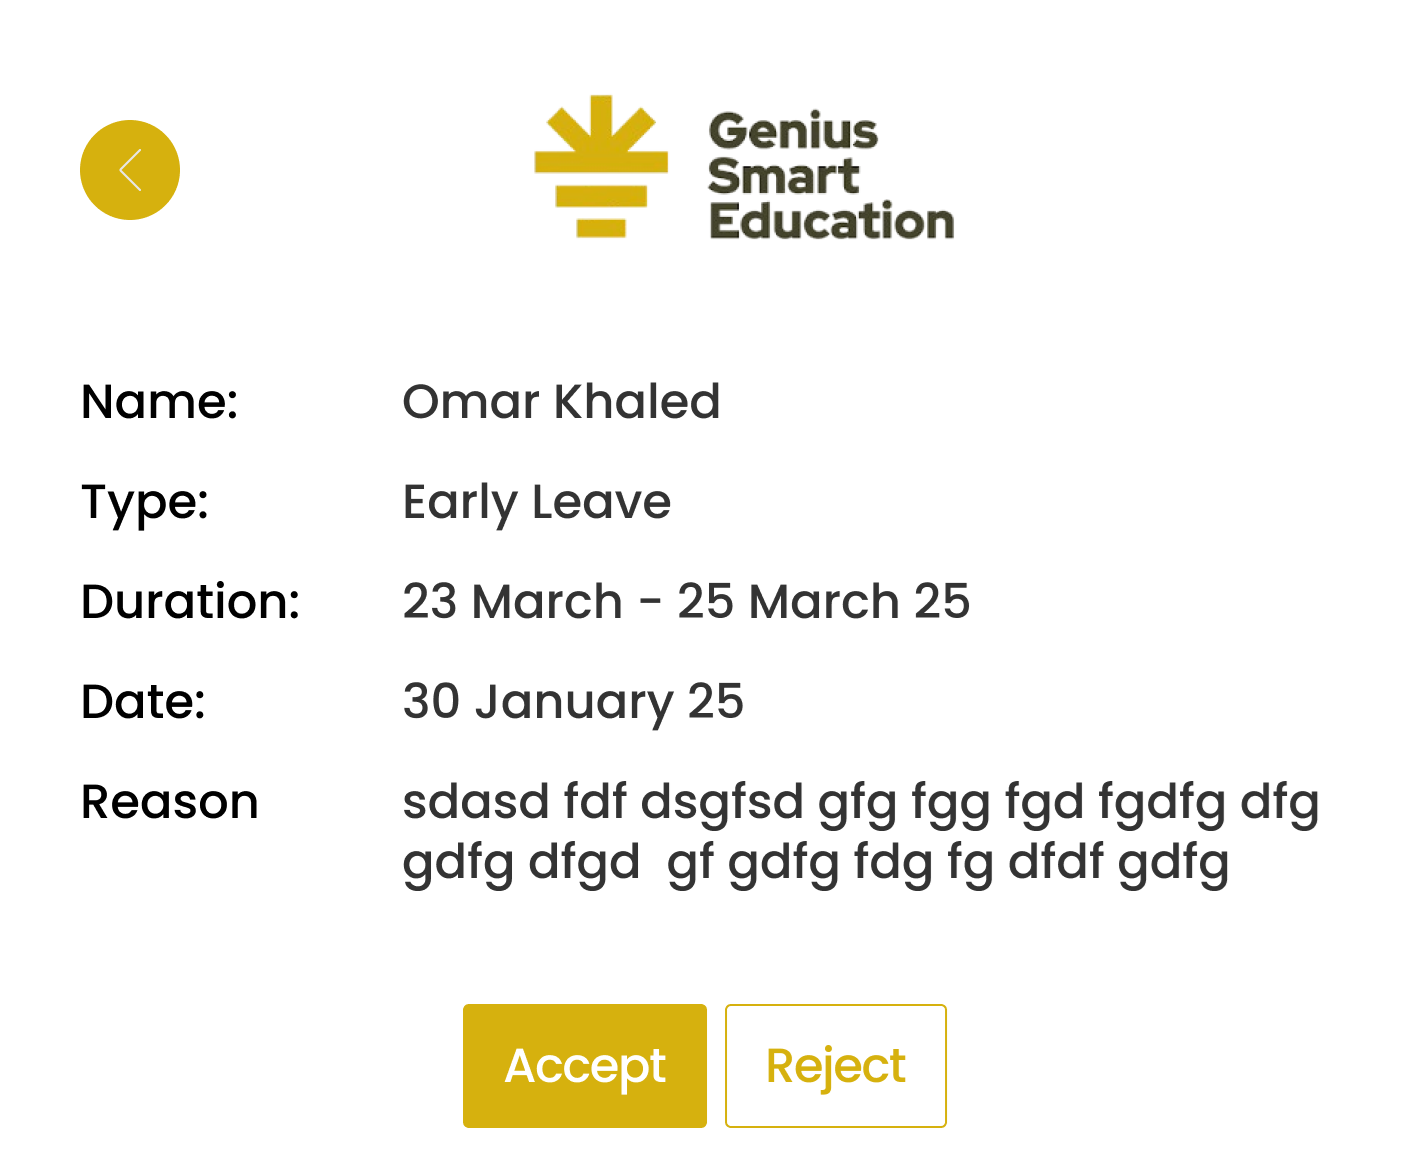 Genius
Smart
Education
Name: Omar Khaled
Type: Early Leave
Duration: 23 March - 25 March 25
Date: 30 January 25
Reason sdasd fdf dsgfsd gfg fgg fgd fgdfg dfg
gdfg dfgd  gf gdfg fdg fg dfdf gdfg
Accept Reject